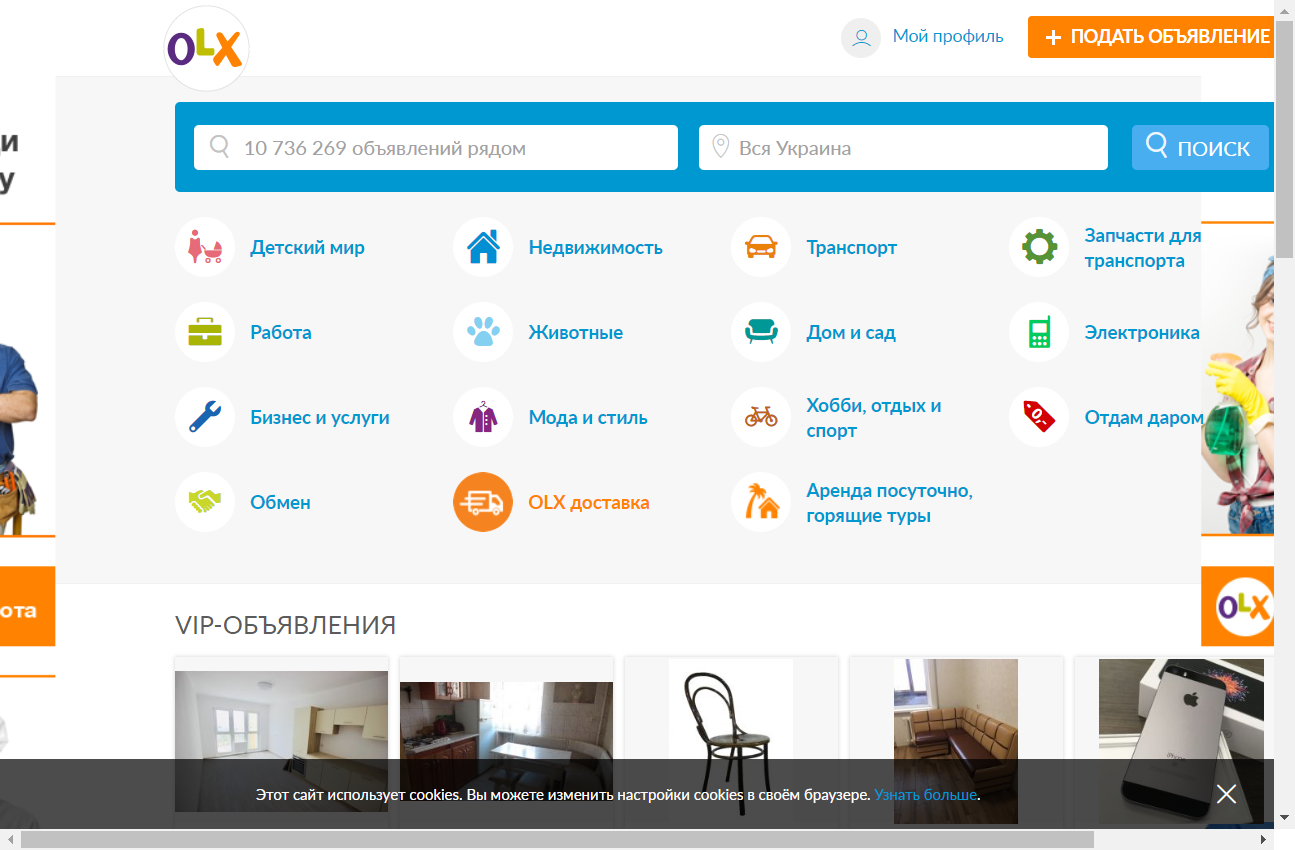 OLX
Мой профиль
+ ПОДАТЬ ОБЪЯВЛЕНИЕ
10 736 269 объявлений рядом
Вся Украина
ПОИСК
Детский мир
Недвижимость
Транспорт
Запчасти для
транспорта
Работа
Животные
Дом и сад
Электроника
Бизнес и услуги
Мода и стиль
Хобби, отдых и
спорт
Отдам даром
Обмен
OLX доставка
Аренда посуточно,
горящие туры
OLX
VIP-ОБЪЯВЛЕНИЯ
Этот сайт использует cookies. Вы можете изменить настройки cookies в своём браузере. Узнать больше.